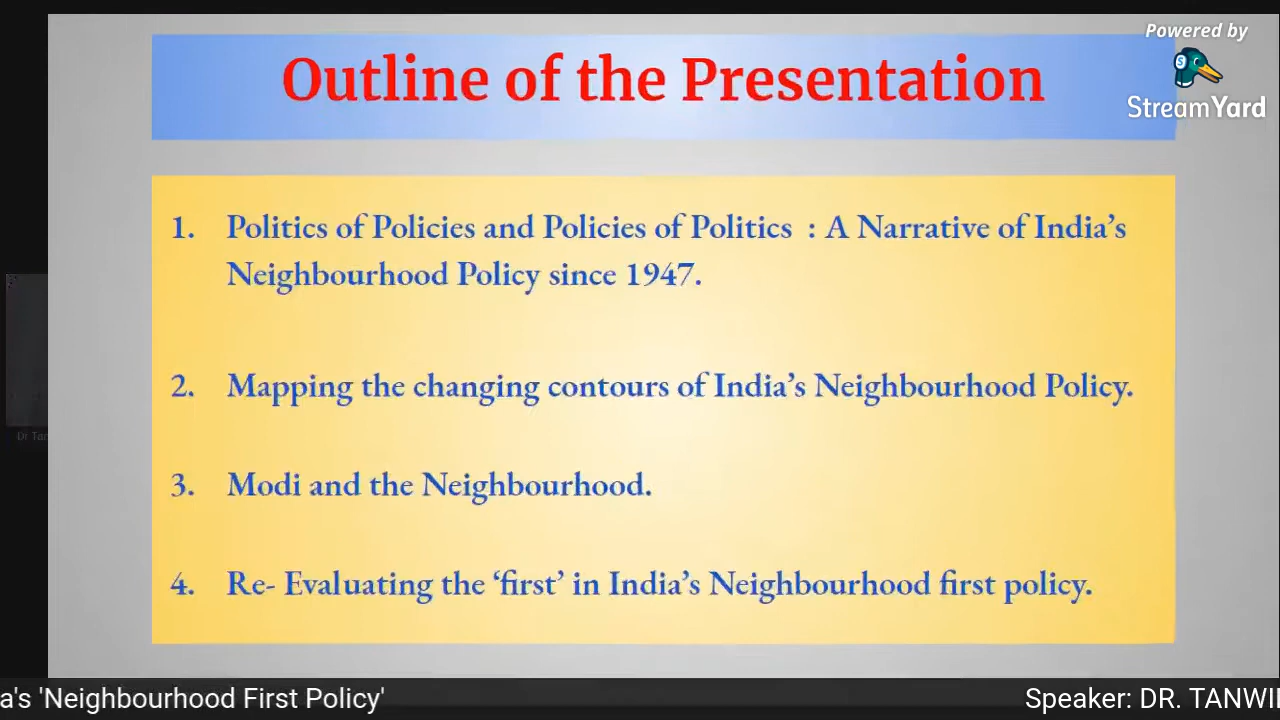 Powered by
StreamYard
Outline of the Presentation
1. Politics of Policies and Policies of Politics : A Narrative of India’s
Neighbourhood Policy since 1947.
2. Mapping the changing contours of India’s Neighbourhood Policy.
3. Modi and the Neighbourhood.
4. Re- Evaluating the ‘first’ in India’s Neighbourhood first policy.
Dr Tan
a's 'Neighbourhood First Policy'
Speaker: DR. TANWI